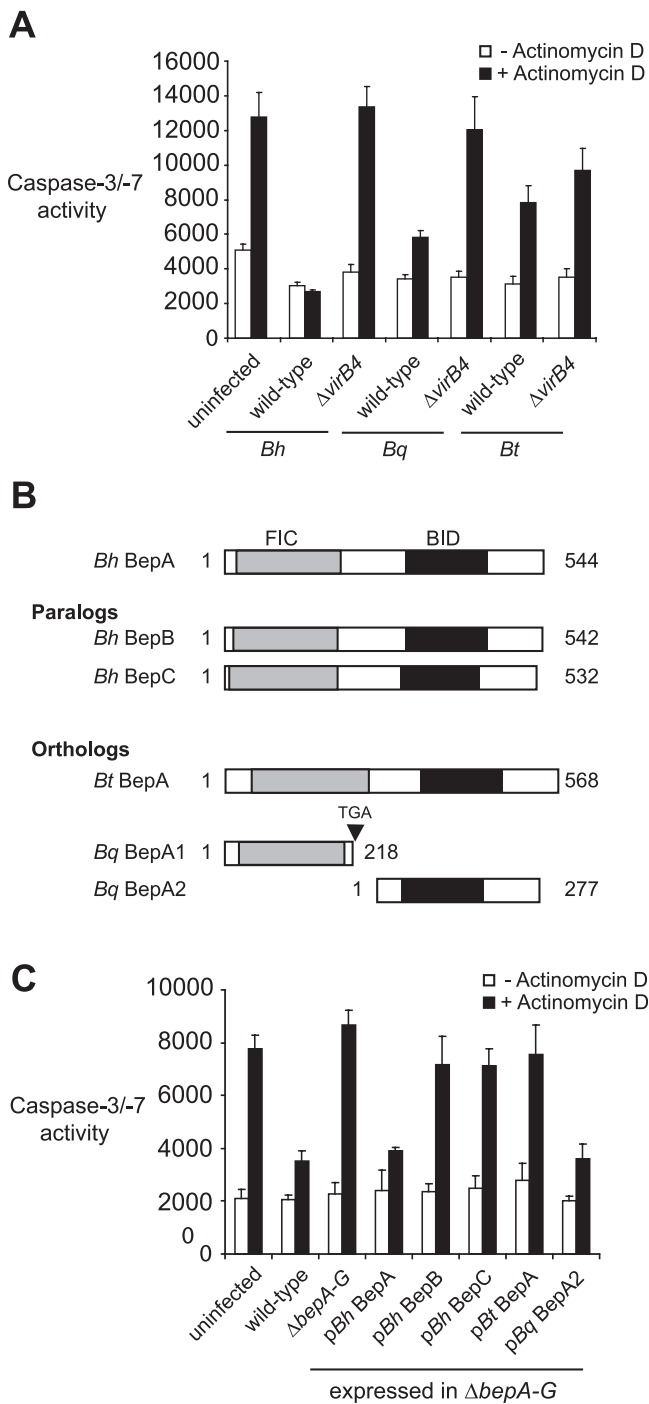 A
- Actinomycin D
+ Actinomycin D
16000
14000
12000
10000
8000
6000
4000
2000
0
Caspase-3/-7
activity
uninfected
wild-type
ΔvirB4
wild-type
ΔvirB4
wild-type
ΔvirB4
Bh
Bq
Bt
B
FIC
BID
Bh BepA 1 544
Paralogs
Bh BepB 1 542
Bh BepC 1 532
Orthologs
Bt BepA 1 568
TGA
Bq BepA1 1 218
Bq BepA2 1 277
C
- Actinomycin D
+ Actinomycin D
10000
8000
6000
4000
2000
0
0
Caspase-3/-7
activity
uninfected
wild-type
ΔbepA-G
pBh BepA
pBh BepB
pBh BepC
pBt BepA
pBq BepA2
expressed in ΔbepA-G